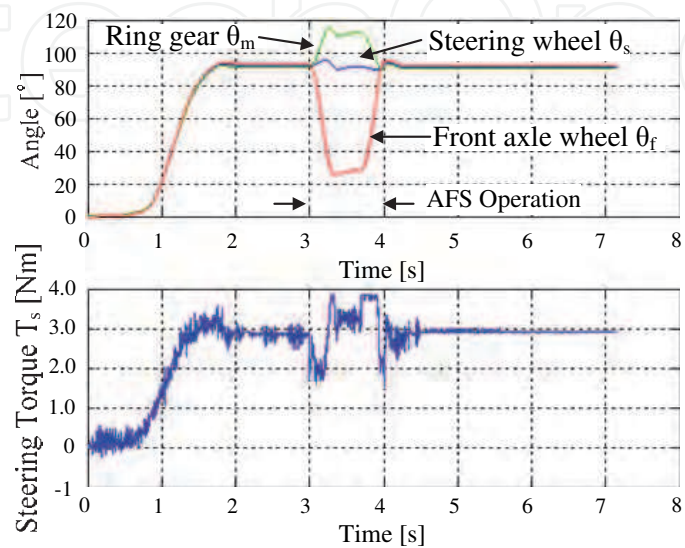 120
100
80
60
40
20
0
Angle [°]
Ring gear θm
Steering wheel θs
Front axle wheel θf
AFS Operation
0 1 2 3 4 5 6 7 8
Time [s]
4.0
3.0
2.0
1.0
0
-1
Steering Torque Ts [Nm]
0 1 2 3 4 5 6 7 8
Time [s]